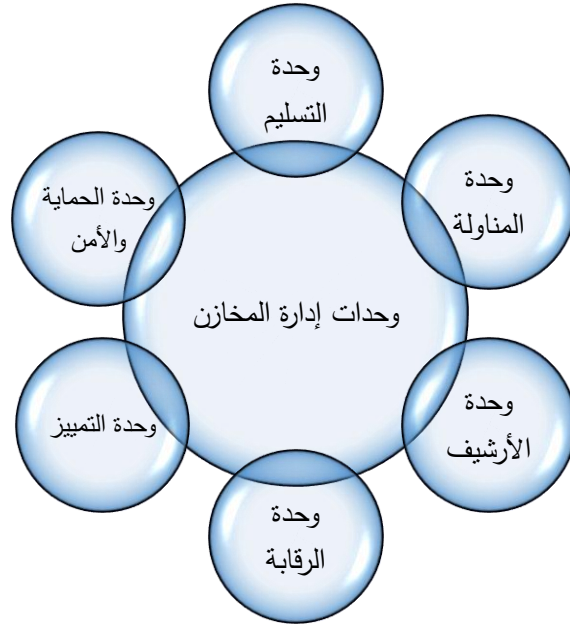 وحدة
التسليم
وحدة
المناولة
وحدة الحماية
والأمن
وحدات إدارة المخازن
وحدة
الأرشيف
وحدة التمييز
وحدة
الرقابة